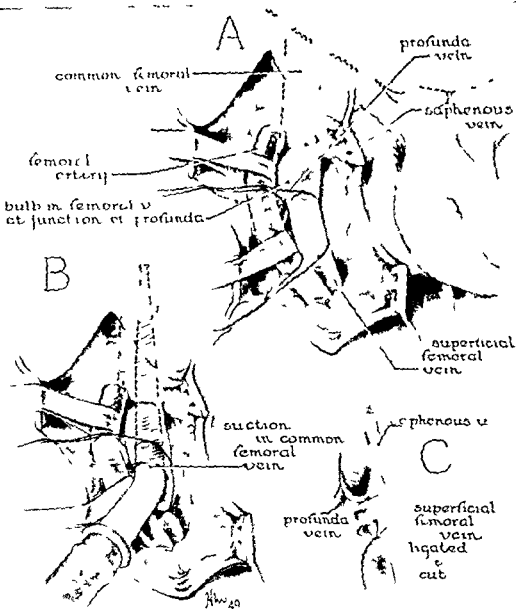 A
profunda
vein
common femoral
vein
saphenous
vein
femoral
artery
bulb in femoral v
at junction of profunda
B
superficial
femoral
vein
suction
in common
femoral
vein
saphenous v
C
profunda
vein
superficial
femoral
vein
ligated
&
cut